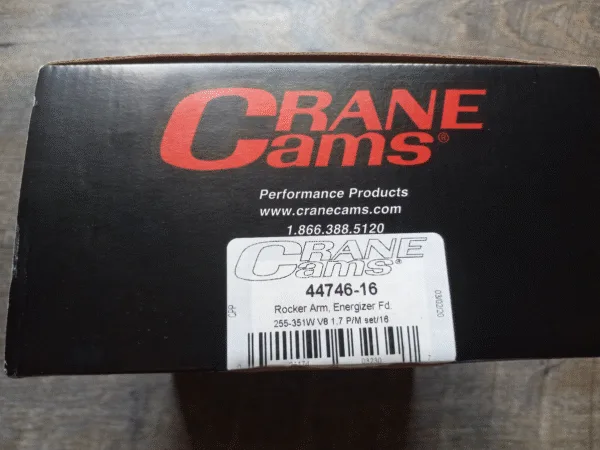 CRANE
Cams®
Performance Products
www.cranecams.com
1.866.388.5120
CRANE
Cams®
44746-16
Rocker Arm, Energizer Fd.
255-351W V8 1.7 P/M set/16
CPP